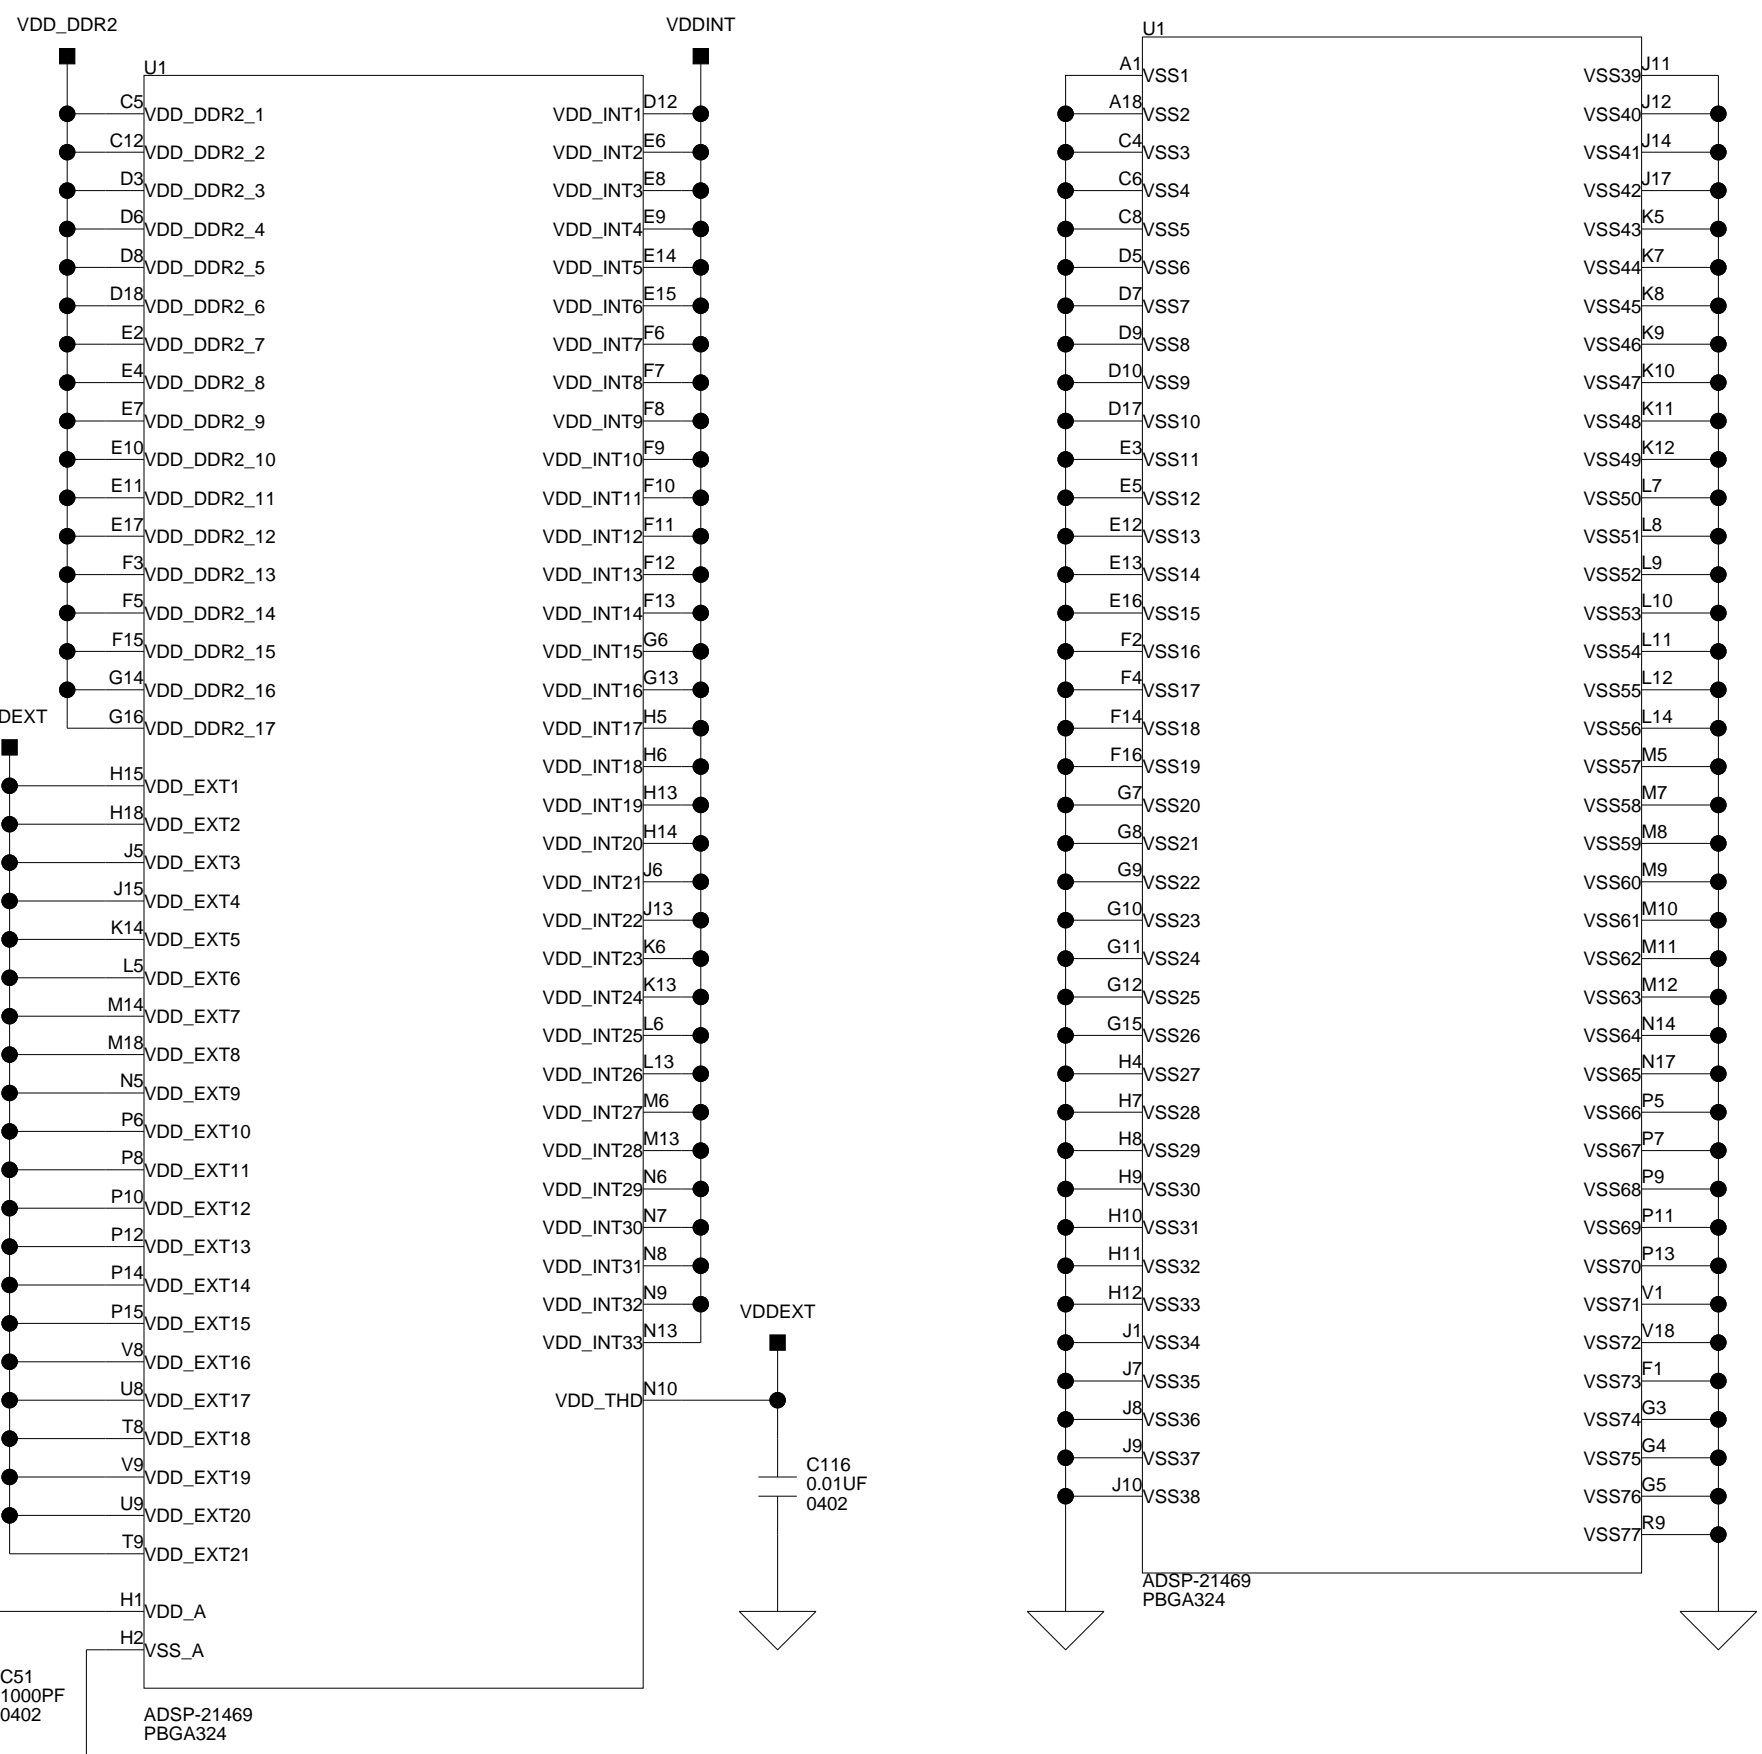 VDD_DDR2
VDDINT
U1
C5 VDD_DDR2_1
C12 VDD_DDR2_2
D3 VDD_DDR2_3
D6 VDD_DDR2_4
D8 VDD_DDR2_5
D18 VDD_DDR2_6
E2 VDD_DDR2_7
E4 VDD_DDR2_8
E7 VDD_DDR2_9
E10 VDD_DDR2_10
E11 VDD_DDR2_11
E17 VDD_DDR2_12
F3 VDD_DDR2_13
F5 VDD_DDR2_14
F15 VDD_DDR2_15
G14 VDD_DDR2_16
G16 VDD_DDR2_17
DEXT
H15 VDD_EXT1
H18 VDD_EXT2
J5 VDD_EXT3
J15 VDD_EXT4
K14 VDD_EXT5
L5 VDD_EXT6
M14 VDD_EXT7
M18 VDD_EXT8
N5 VDD_EXT9
P6 VDD_EXT10
P8 VDD_EXT11
P10 VDD_EXT12
P12 VDD_EXT13
P14 VDD_EXT14
P15 VDD_EXT15
V8 VDD_EXT16
U8 VDD_EXT17
T8 VDD_EXT18
V9 VDD_EXT19
U9 VDD_EXT20
T9 VDD_EXT21
H1 VDD_A
H2 VSS_A
C51
1000PF
0402
VDD_INT1 D12
VDD_INT2 E6
VDD_INT3 E8
VDD_INT4 E9
VDD_INT5 E14
VDD_INT6 E15
VDD_INT7 F6
VDD_INT8 F7
VDD_INT9 F8
VDD_INT10 F9
VDD_INT11 F10
VDD_INT12 F11
VDD_INT13 F12
VDD_INT14 F13
VDD_INT15 G6
VDD_INT16 G13
VDD_INT17 H5
VDD_INT18 H6
VDD_INT19 H13
VDD_INT20 H14
VDD_INT21 J6
VDD_INT22 J13
VDD_INT23 K6
VDD_INT24 K13
VDD_INT25 L6
VDD_INT26 L13
VDD_INT27 M6
VDD_INT28 M13
VDD_INT29 N6
VDD_INT30 N7
VDD_INT31 N8
VDD_INT32 N9
VDD_INT33 N13
VDDEXT
VDD_THD N10
C116
0.01UF
0402
ADSP-21469
PBGA324
U1
A1 VSS1
A18 VSS2
C4 VSS3
C6 VSS4
C8 VSS5
D5 VSS6
D7 VSS7
D9 VSS8
D10 VSS9
D17 VSS10
E3 VSS11
E5 VSS12
E12 VSS13
E13 VSS14
E16 VSS15
F2 VSS16
F4 VSS17
F14 VSS18
F16 VSS19
G7 VSS20
G8 VSS21
G9 VSS22
G10 VSS23
G11 VSS24
G12 VSS25
G15 VSS26
H4 VSS27
H7 VSS28
H8 VSS29
H9 VSS30
H10 VSS31
H11 VSS32
H12 VSS33
J1 VSS34
J7 VSS35
J8 VSS36
J9 VSS37
J10 VSS38
VSS39 J11
VSS40 J12
VSS41 J14
VSS42 J17
VSS43 K5
VSS44 K7
VSS45 K8
VSS46 K9
VSS47 K10
VSS48 K11
VSS49 K12
VSS50 L7
VSS51 L8
VSS52 L9
VSS53 L10
VSS54 L11
VSS55 L12
VSS56 L14
VSS57 M5
VSS58 M7
VSS59 M8
VSS60 M9
VSS61 M10
VSS62 M11
VSS63 M12
VSS64 N14
VSS65 N17
VSS66 P5
VSS67 P7
VSS68 P9
VSS69 P11
VSS70 P13
VSS71 V1
VSS72 V18
VSS73 F1
VSS74 G3
VSS75 G4
VSS76 G5
VSS77 R9
ADSP-21469
PBGA324